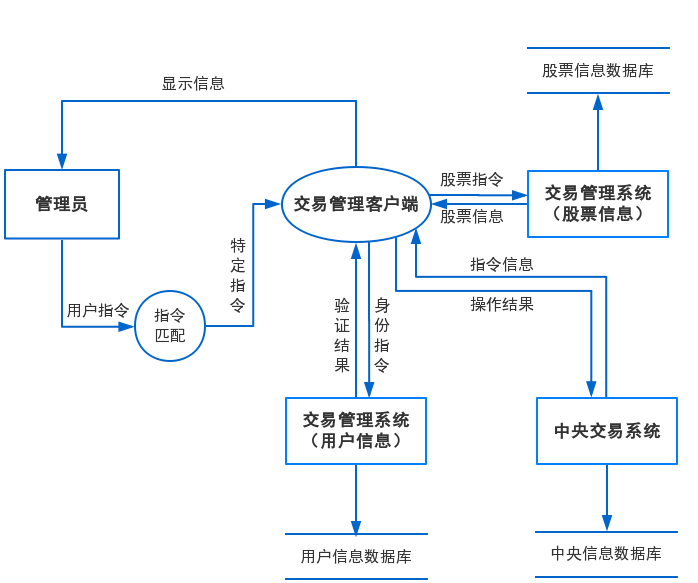 股票信息数据库
显示信息
管理员
交易管理客户端
股票指令
股票信息
交易管理系统
（股票信息）
特定指令
用户指令
指令
匹配
指令信息
操作结果
验证结果
身份指令
交易管理系统
（用户信息）
中央交易系统
用户信息数据库
中央信息数据库